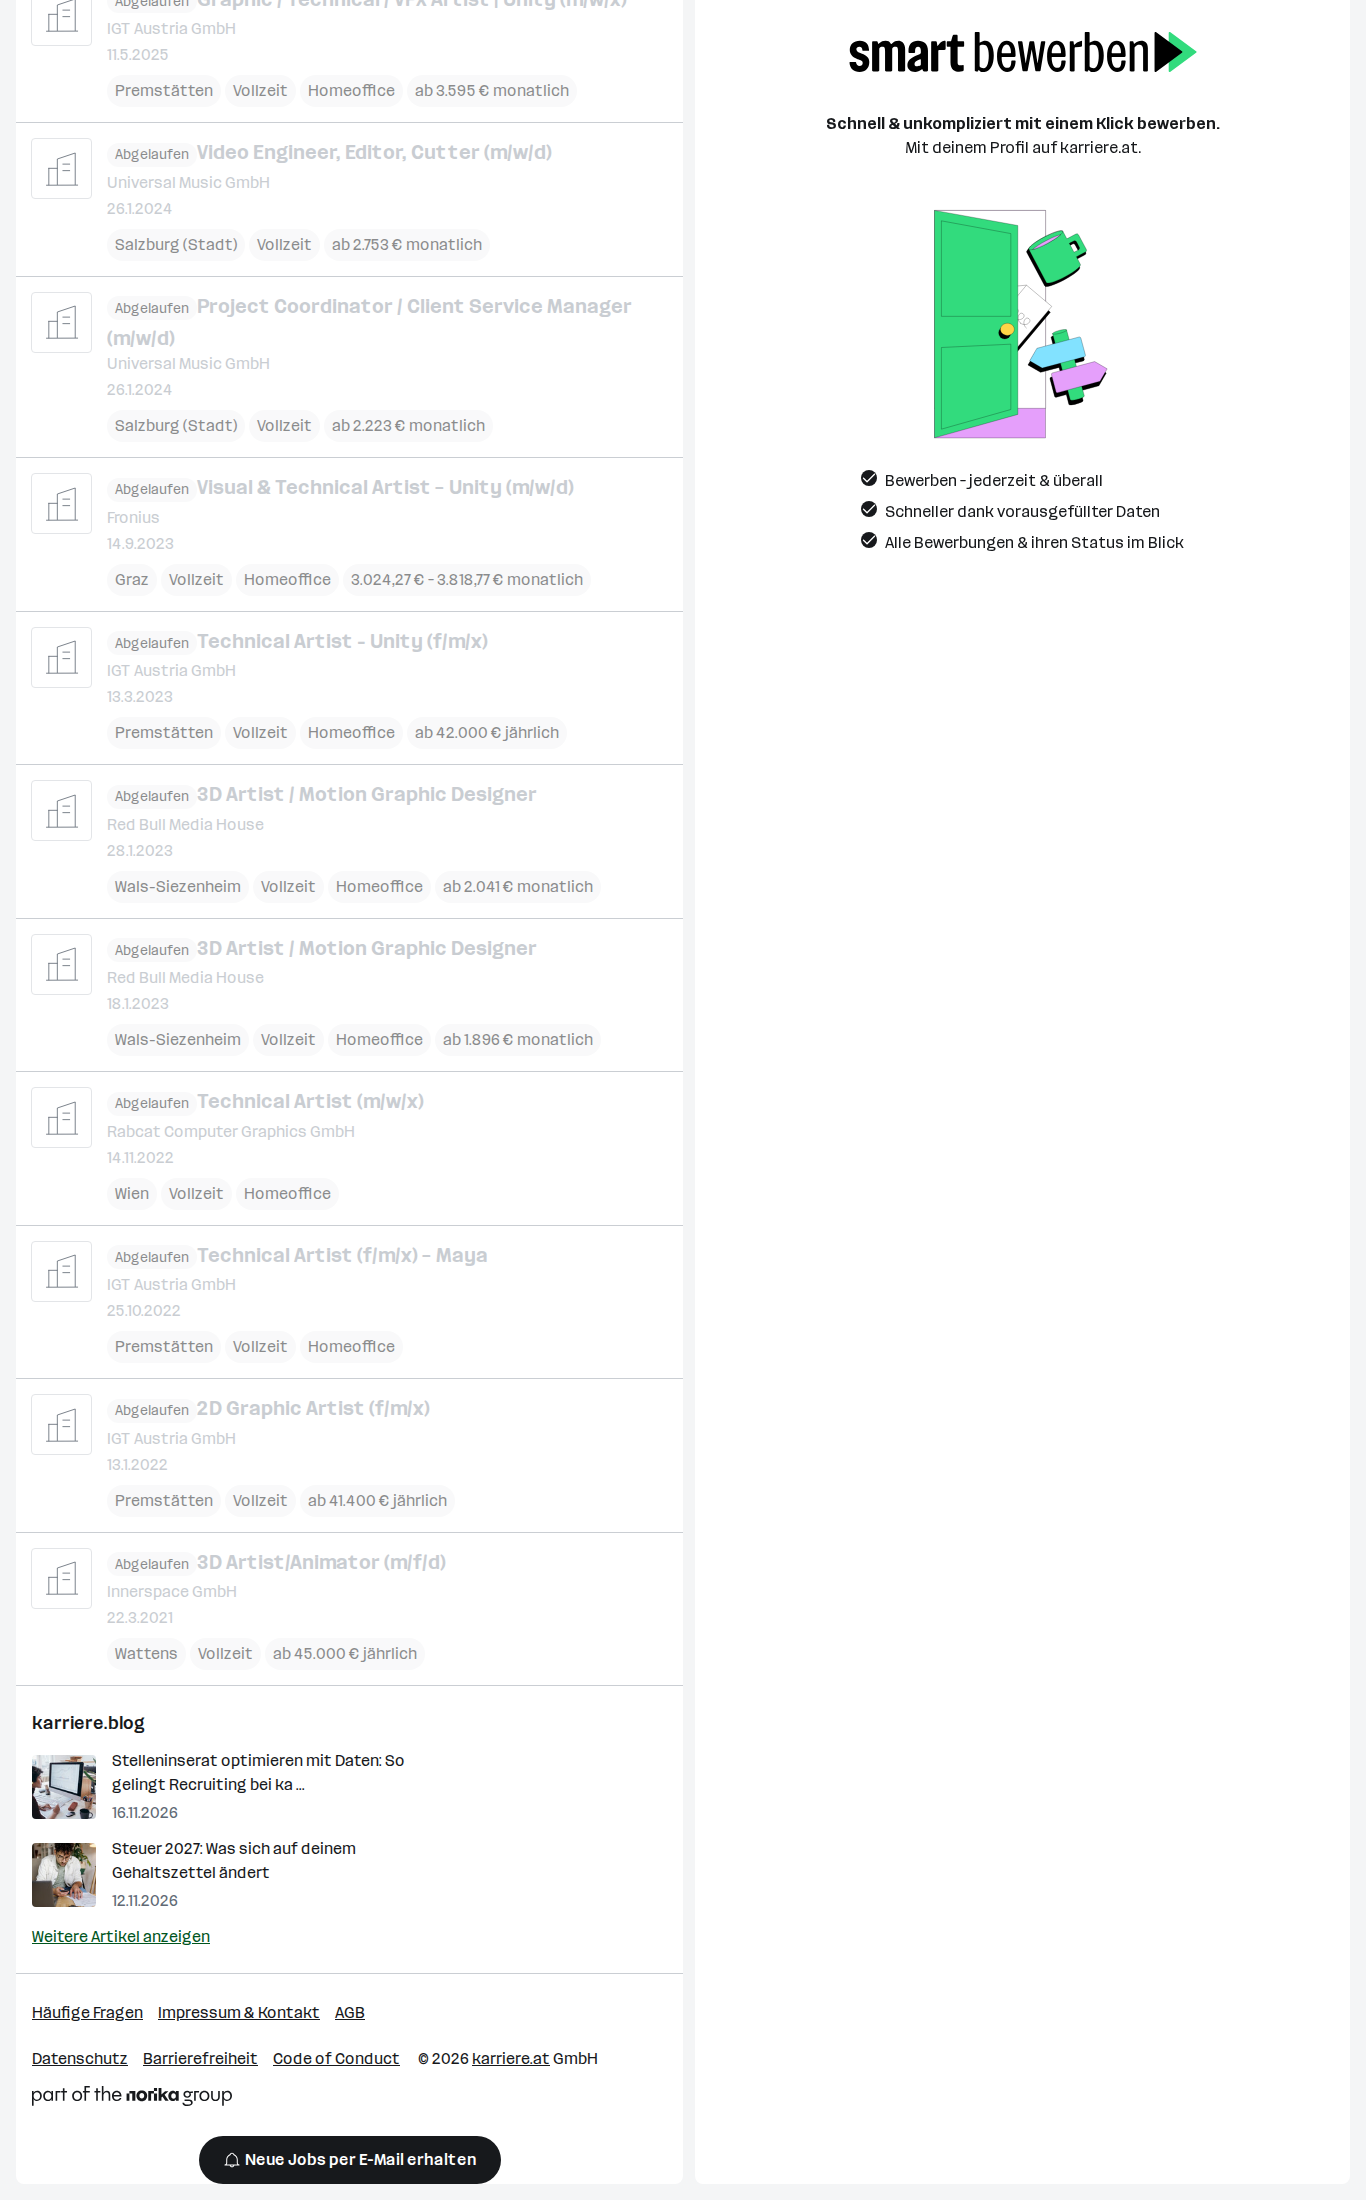 Abgelaufen Graphic / Technical / VFX Artist | Unity (m/w/x)
IGT Austria GmbH
11.5.2025
Premstätten Vollzeit Homeoffice ab 3.595 € monatlich
Abgelaufen Video Engineer, Editor, Cutter (m/w/d)
Universal Music GmbH
26.1.2024
Salzburg (Stadt) Vollzeit ab 2.753 € monatlich
Abgelaufen Project Coordinator / Client Service Manager
(m/w/d)
Universal Music GmbH
26.1.2024
Salzburg (Stadt) Vollzeit ab 2.223 € monatlich
Abgelaufen Visual & Technical Artist – Unity (m/w/d)
Fronius
14.9.2023
Graz Vollzeit Homeoffice 3.024,27 € – 3.818,77 € monatlich
Abgelaufen Technical Artist - Unity (f/m/x)
IGT Austria GmbH
13.3.2023
Premstätten Vollzeit Homeoffice ab 42.000 € jährlich
Abgelaufen 3D Artist / Motion Graphic Designer
Red Bull Media House
28.1.2023
Wals-Siezenheim Vollzeit Homeoffice ab 2.041 € monatlich
Abgelaufen 3D Artist / Motion Graphic Designer
Red Bull Media House
18.1.2023
Wals-Siezenheim Vollzeit Homeoffice ab 1.896 € monatlich
Abgelaufen Technical Artist (m/w/x)
Rabcat Computer Graphics GmbH
14.11.2022
Wien Vollzeit Homeoffice
Abgelaufen Technical Artist (f/m/x) – Maya
IGT Austria GmbH
25.10.2022
Premstätten Vollzeit Homeoffice
Abgelaufen 2D Graphic Artist (f/m/x)
IGT Austria GmbH
13.1.2022
Premstätten Vollzeit ab 41.400 € jährlich
Abgelaufen 3D Artist/Animator (m/f/d)
Innerspace GmbH
22.3.2021
Wattens Vollzeit ab 45.000 € jährlich
karriere.blog
Stelleninserat optimieren mit Daten: So
gelingt Recruiting bei ka ...
16.11.2026
Steuer 2027: Was sich auf deinem
Gehaltszettel ändert
12.11.2026
Weitere Artikel anzeigen
Häufige Fragen Impressum & Kontakt AGB
Datenschutz Barrierefreiheit Code of Conduct © 2026 karriere.at GmbH
part of the norika group
Neue Jobs per E-Mail erhalten
smart bewerben
Schnell & unkompliziert mit einem Klick bewerben.
Mit deinem Profil auf karriere.at.
Bewerben – jederzeit & überall
Schneller dank vorausgefüllter Daten
Alle Bewerbungen & ihren Status im Blick